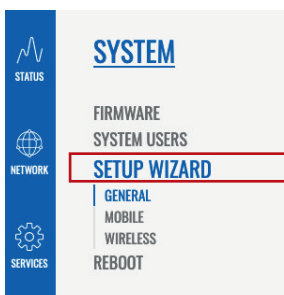 STATUS
NETWORK
SERVICES
SYSTEM
FIRMWARE
SYSTEM USERS
SETUP WIZARD
GENERAL
MOBILE
WIRELESS
REBOOT